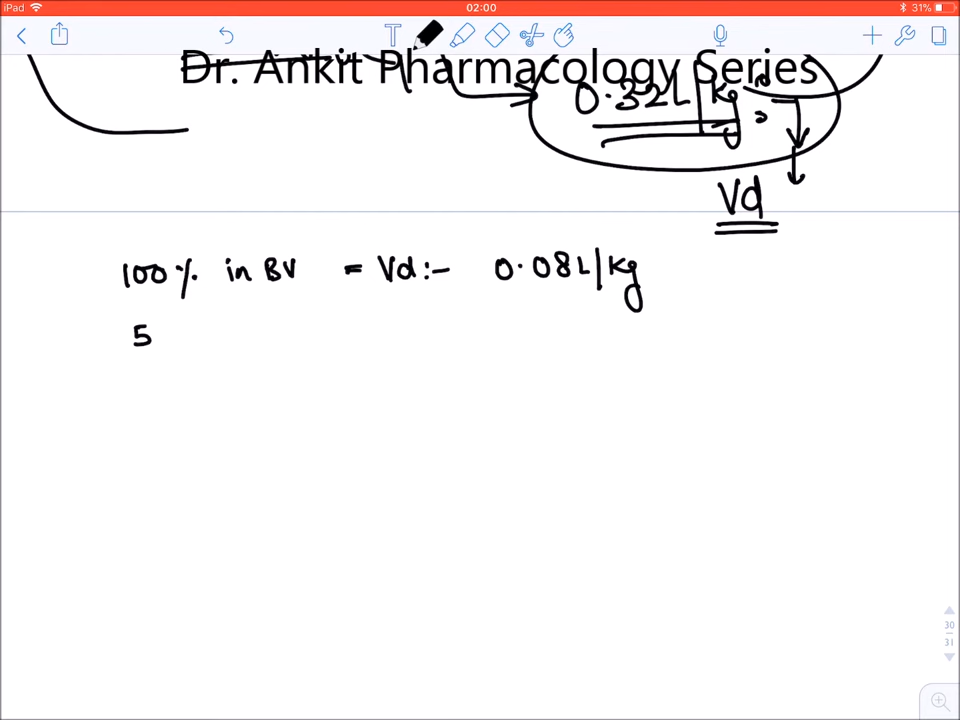 iPad 02:00 31%
T
Dr. Ankit Pharmacology Series
0.32L/kg
Vd
100% in BV = Vd:- 0.08L/kg
5
30
31